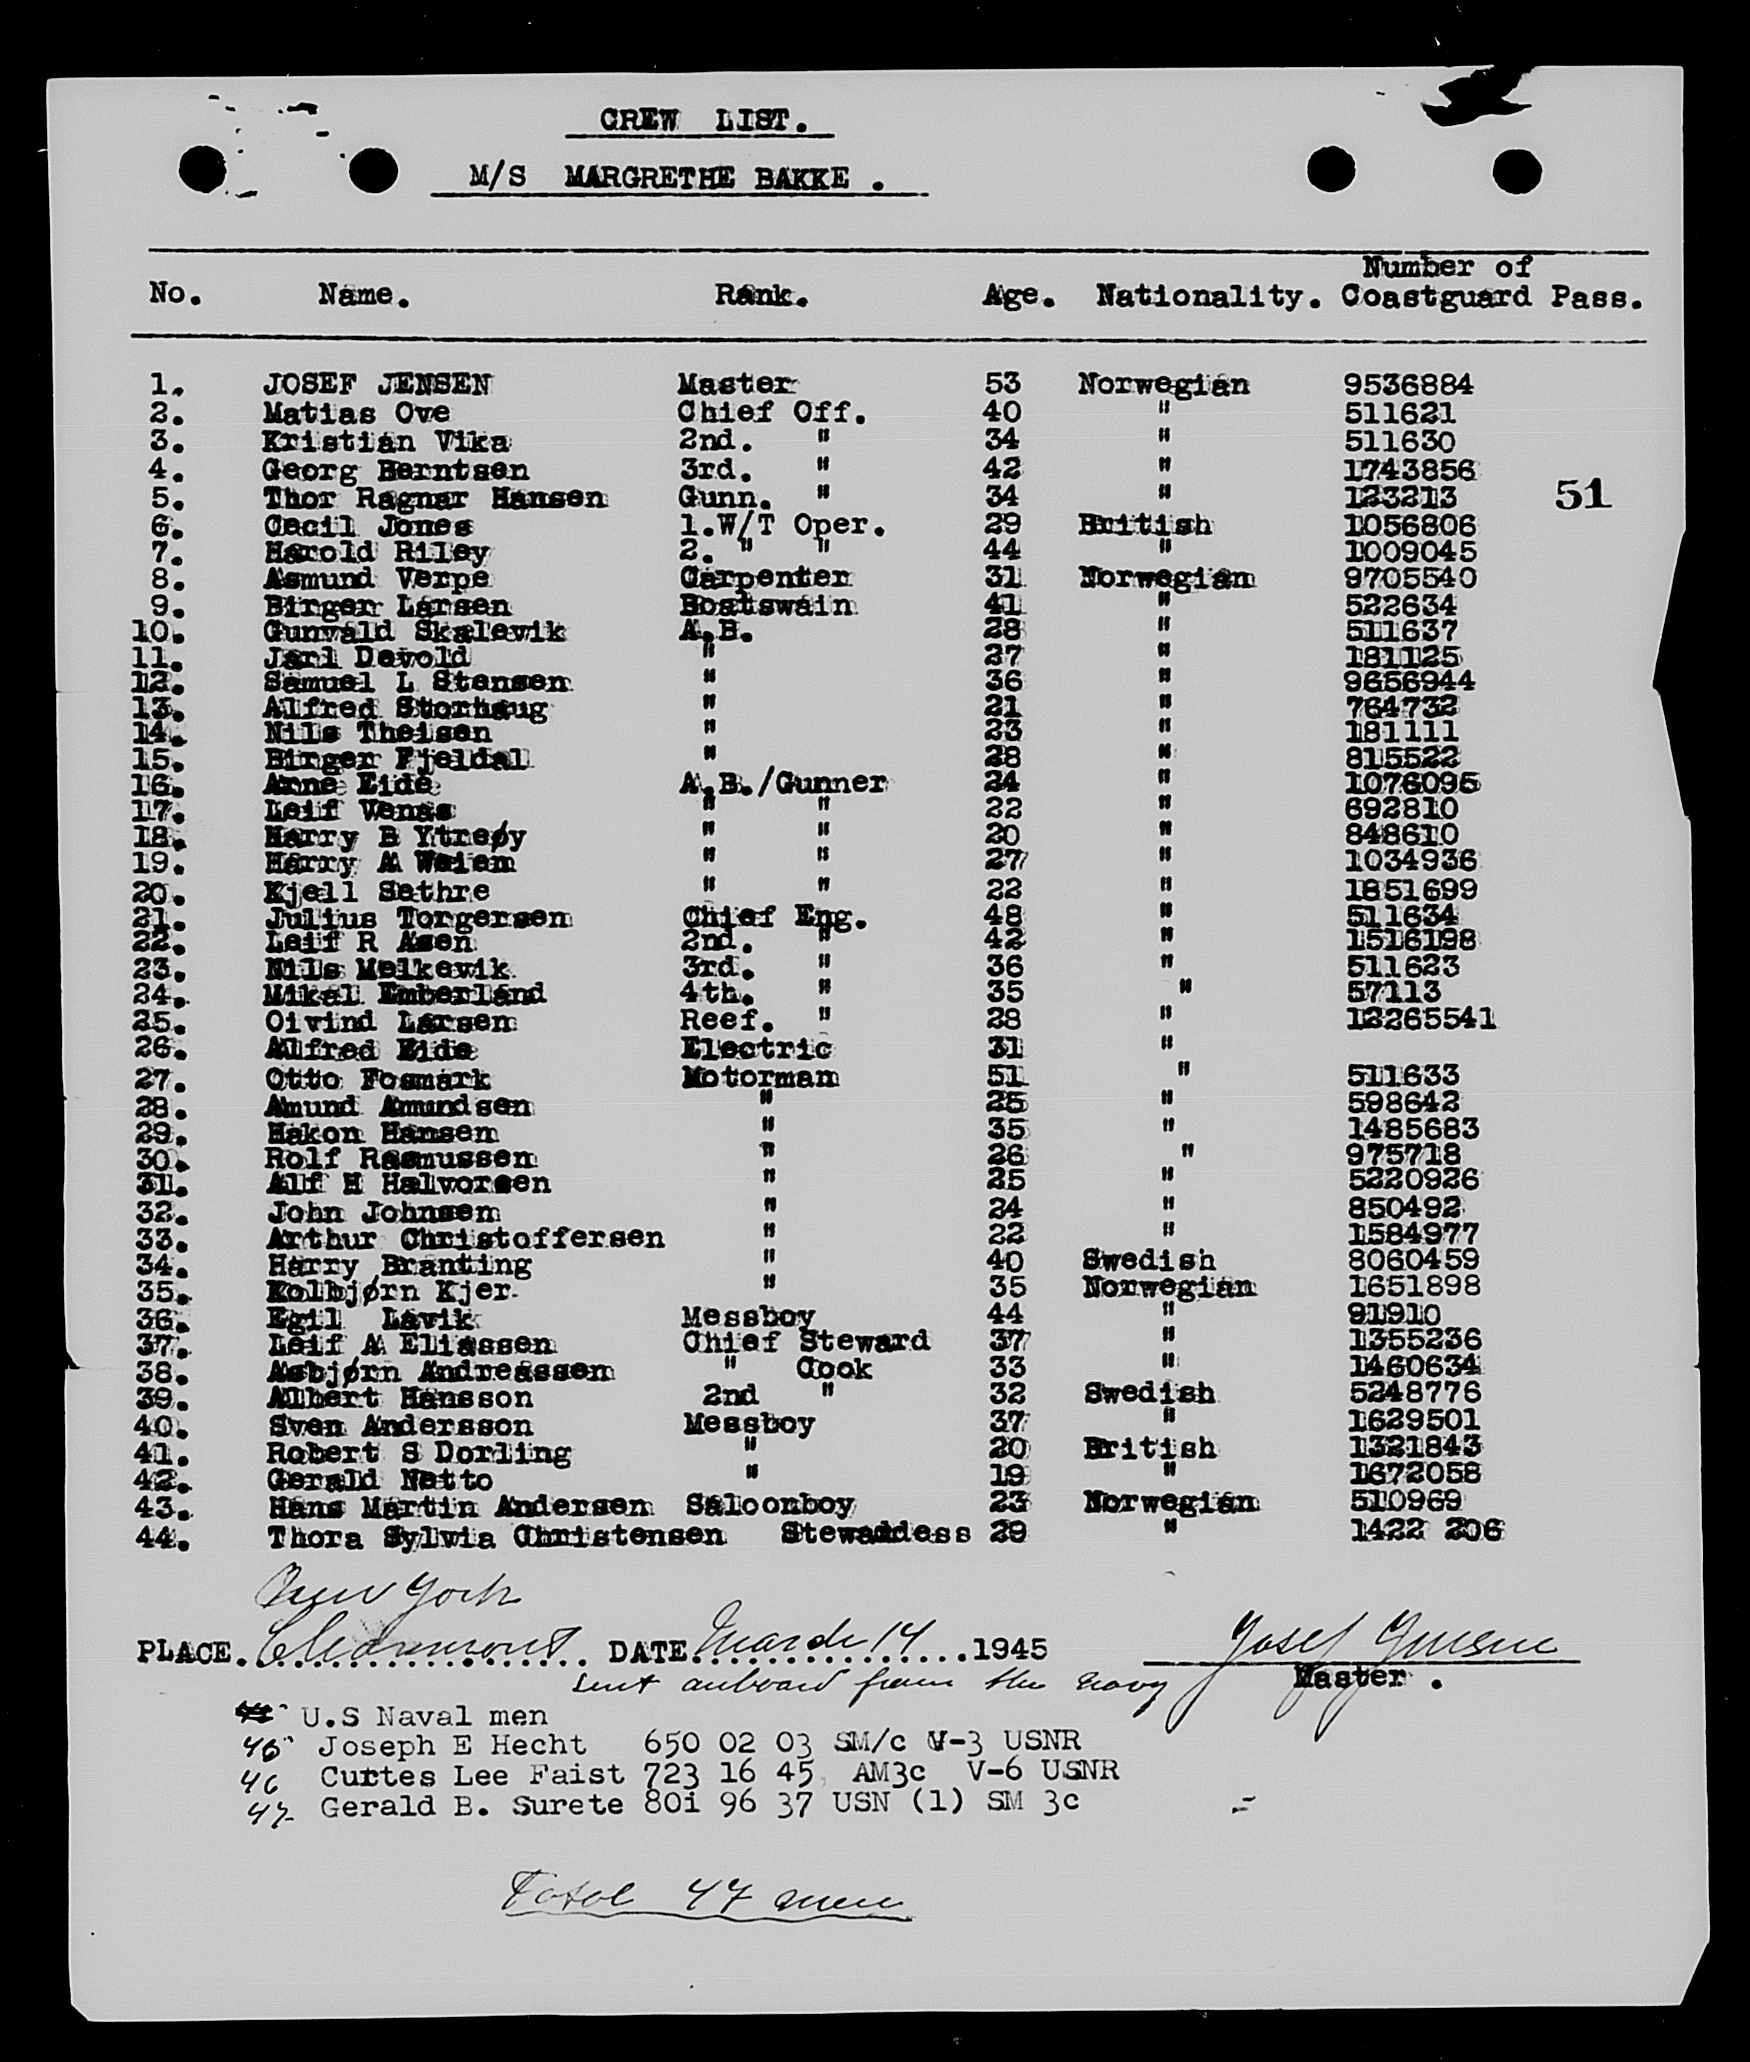 CREW LIST.
M/S MARGRETHE BAKKE .
No. Name. Rank. Age. Nationality. Number of Coastguard Pass.
1. JOSEF JENSEN Master 53 Norwegian 9536884
2. Matias Ove Chief Off. 40 " 511621
3. Kristian Vika 2nd. " 34 " 511630
4. Georg Berntsen 3rd. " 42 " 1743856
5. Thor Ragnar Hansen Gunn. " 34 " 123213 51
6. Cecil Jones 1.W/T Oper. 29 British 1056806
7. Harold Riley 2. " " 44 " 1009045
8. Asmund Verpe Carpenter 31 Norwegian 9705540
9. Birger Larsen Boatswain 41 " 522634
10. Gunvald Skalevik A.B. 28 " 511637
11. Jarl Devold " 27 " 181125
12. Samuel L Stensen " 36 " 9656944
13. Alfred Storhaug " 21 " 764732
14. Nils Theisen " 23 " 181111
15. Birger Fjeldal " 28 " 815522
16. Arne Eide A.B./Gunner 24 " 1076095
17. Leif Venas " " 22 " 692810
18. Harry B Ytreøy " " 20 " 848610
19. Harry A Weiem " " 27 " 1034936
20. Kjell Sethre " " 22 " 1851699
21. Julius Torgersen Chief Eng. 48 " 511634
22. Leif R Asen 2nd. " 42 " 1516198
23. Nils Melkevik 3rd. " 36 " 511623
24. Mikal Emberland 4th. " 35 " 57113
25. Oivind Larsen Reef. " 28 " 12265541
26. Alfred Eide Electric 31 "
27. Otto Fosmark Motorman 51 " 511633
28. Amund Amundsen " 25 " 598642
29. Hakon Hansen " 35 " 1485683
30. Rolf Rasmussen " 26 " 975718
31. Alf H Halvorsen " 25 " 5220926
32. John Johnsen " 24 " 850492
33. Arthur Christoffersen " 22 " 1584977
34. Harry Branting " 40 Swedish 8060459
35. Kolbjørn Kjer. " 35 Norwegian 1651898
36. Egil Lavik Messboy 44 " 91910
37. Leif A Eliassen Chief Steward 37 " 1355236
38. Asbjørn Andreassen " Cook 33 " 1460634
39. Albert Hansson 2nd " 32 Swedish 5248776
40. Sven Andersson Messboy 37 " 1629501
41. Robert S Dorling " 20 British 1321843
42. Gerald Netto " 19 " 1672058
43. Hans Martin Andersen Saloonboy 23 Norwegian 510969
44. Thora Sylvia Christensen Stewaddess 29 " 1422 206
New York
PLACE. Claremont DATE March 14 1945 Josef Jensen
sent onboard from the navy Master .
U.S Naval men
45 Joseph E Hecht 650 02 03 SM/c V-3 USNR
46 Curtes Lee Faist 723 16 45, AM3c V-6 USNR
47 Gerald B. Surete 801 96 37 USN (1) SM 3c
Total 47 men